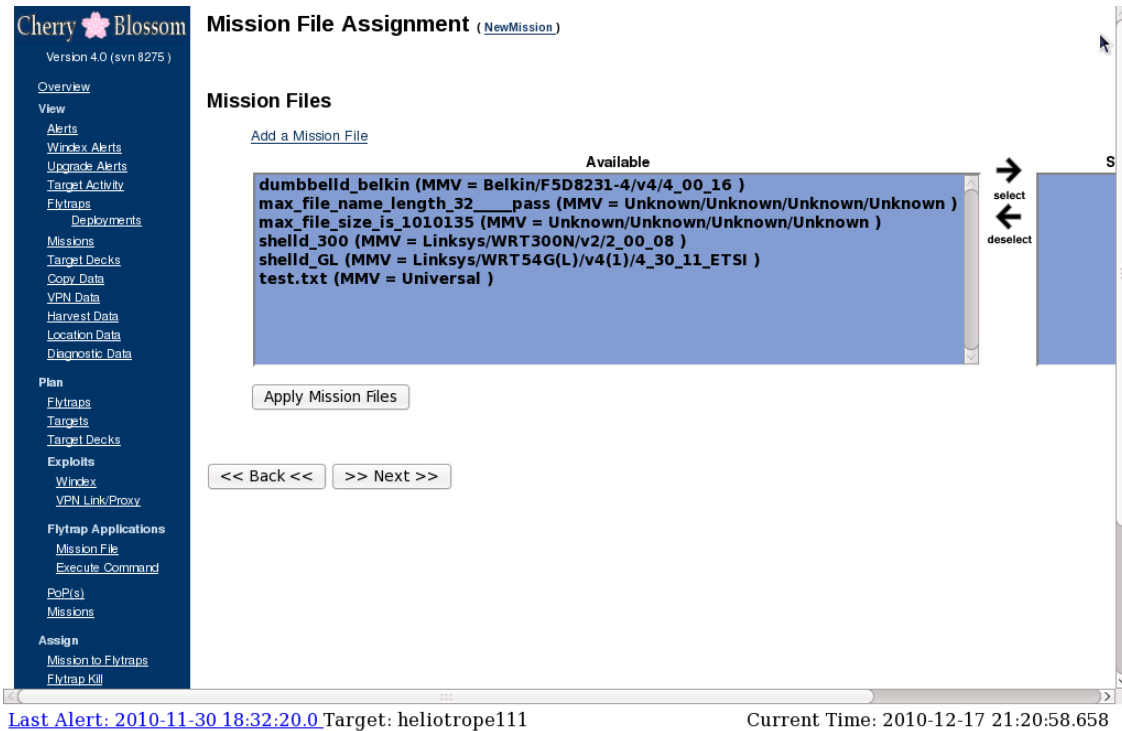 Cherry Blossom
Version 4.0 (svn 8275 )
Overview
View
Alerts
Windex Alerts
Upgrade Alerts
Target Activity
Flytraps
Deployments
Missions
Target Decks
Copy Data
VPN Data
Harvest Data
Location Data
Diagnostic Data
Plan
Flytraps
Targets
Target Decks
Exploits
Windex
VPN Link/Proxy
Flytrap Applications
Mission File
Execute Command
PoP(s)
Missions
Assign
Mission to Flytraps
Flytrap Kill
Mission File Assignment ( NewMission )
Mission Files
Add a Mission File
Available
dumbbelld_belkin (MMV = Belkin/F5D8231-4/v4/4_00_16 )
max_file_name_length_32_____pass (MMV = Unknown/Unknown/Unknown/Unknown )
max_file_size_is_1010135 (MMV = Unknown/Unknown/Unknown/Unknown )
shelld_300 (MMV = Linksys/WRT300N/v2/2_00_08 )
shelld_GL (MMV = Linksys/WRT54G(L)/v4(1)/4_30_11_ETSI )
test.txt (MMV = Universal )
select
deselect
S
Apply Mission Files
<< Back <<
>> Next >>
Last Alert: 2010-11-30 18:32:20.0 Target: heliotrope111
Current Time: 2010-12-17 21:20:58.658